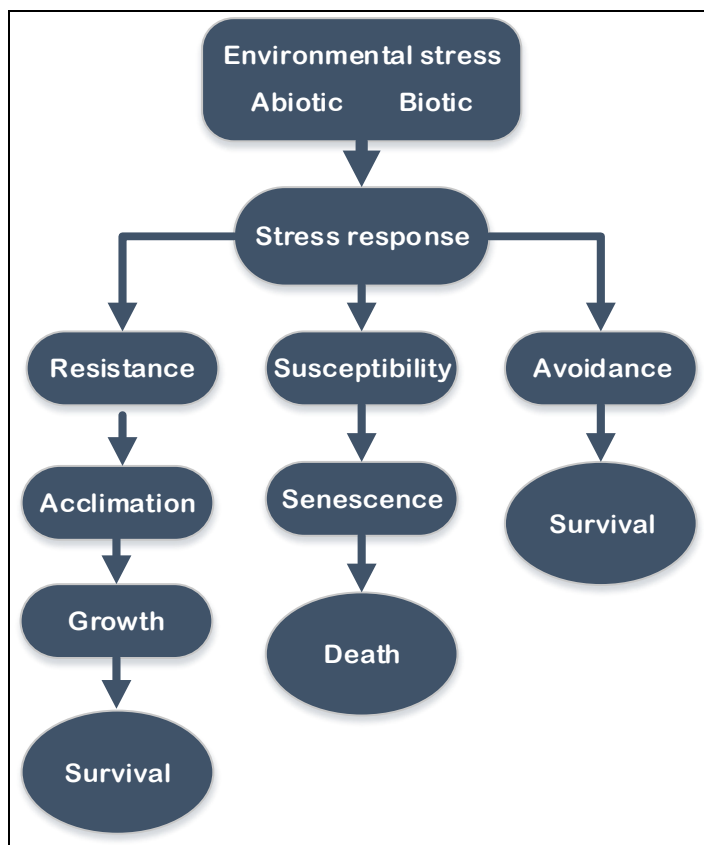 Environmental stress
Abiotic Biotic
Stress response
Resistance Susceptibility Avoidance
Acclimation Senescence Survival
Growth
Death
Survival